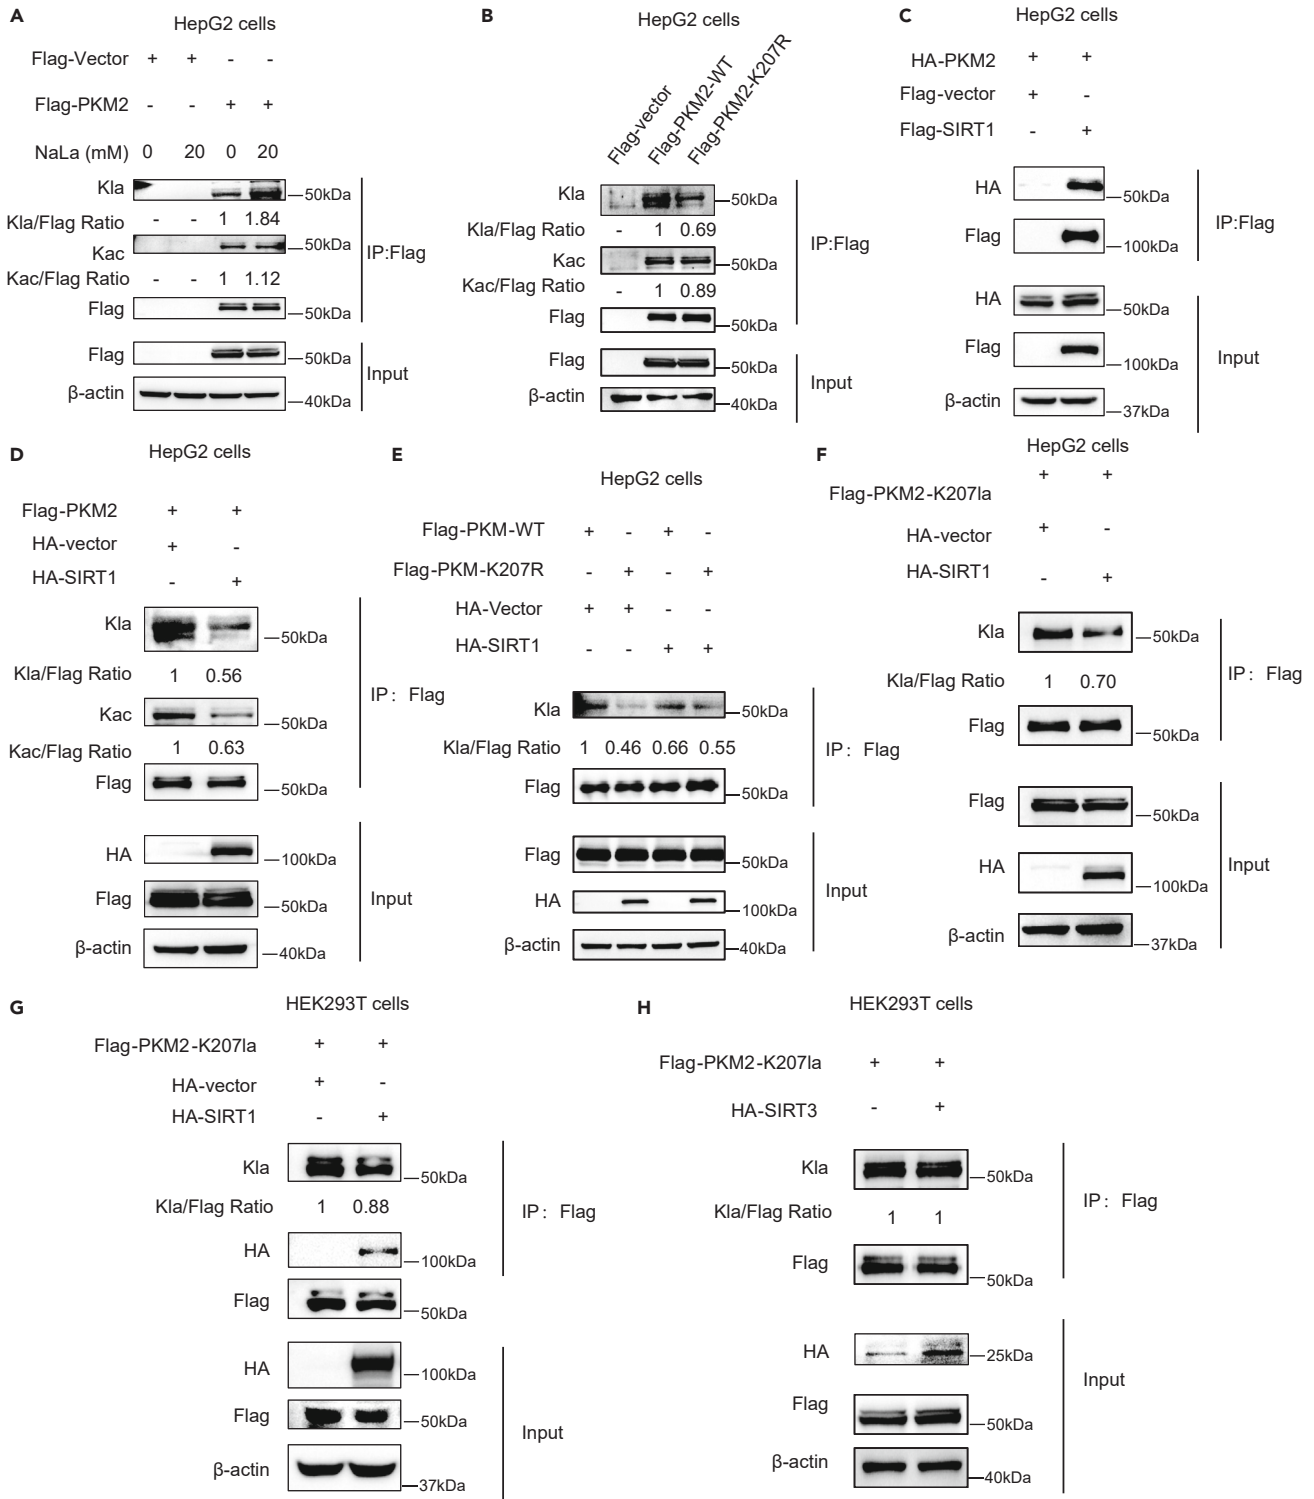 A
HepG2 cells
Flag-Vector + + - -
Flag-PKM2 - - + +
NaLa (mM) 0 20 0 20
Kla
50kDa
Kla/Flag Ratio - - 1 1.84
Kac
50kDa
Kac/Flag Ratio - - 1 1.12
Flag
50kDa
IP:Flag
Flag
50kDa
β-actin
40kDa
Input
B
HepG2 cells
Flag-vector
Flag-PKM2-WT
Flag-PKM2-K207R
Kla
50kDa
Kla/Flag Ratio - 1 0.69
Kac
50kDa
Kac/Flag Ratio - 1 0.89
Flag
50kDa
IP:Flag
Flag
50kDa
β-actin
40kDa
Input
C
HepG2 cells
HA-PKM2 + +
Flag-vector + -
Flag-SIRT1 - +
HA
50kDa
Flag
100kDa
IP:Flag
HA
50kDa
Flag
100kDa
β-actin
37kDa
Input
D
HepG2 cells
Flag-PKM2 + +
HA-vector + -
HA-SIRT1 - +
Kla
50kDa
Kla/Flag Ratio 1 0.56
Kac
50kDa
Kac/Flag Ratio 1 0.63
Flag
50kDa
IP: Flag
HA
100kDa
Flag
50kDa
β-actin
40kDa
Input
E
HepG2 cells
Flag-PKM-WT + - + -
Flag-PKM-K207R - + - +
HA-Vector + + - -
HA-SIRT1 - - + +
Kla
50kDa
Kla/Flag Ratio 1 0.46 0.66 0.55
Flag
50kDa
IP: Flag
Flag
50kDa
HA
100kDa
β-actin
40kDa
Input
F
HepG2 cells
Flag-PKM2-K207la + +
HA-vector + -
HA-SIRT1 - +
Kla
50kDa
Kla/Flag Ratio 1 0.70
Flag
50kDa
IP: Flag
Flag
50kDa
HA
100kDa
β-actin
37kDa
Input
G
HEK293T cells
Flag-PKM2-K207la + +
HA-vector + -
HA-SIRT1 - +
Kla
50kDa
Kla/Flag Ratio 1 0.88
HA
100kDa
Flag
50kDa
IP: Flag
HA
100kDa
Flag
50kDa
β-actin
37kDa
Input
H
HEK293T cells
Flag-PKM2-K207la + +
HA-SIRT3 - +
Kla
50kDa
Kla/Flag Ratio 1 1
Flag
50kDa
IP: Flag
HA
25kDa
Flag
50kDa
β-actin
40kDa
Input